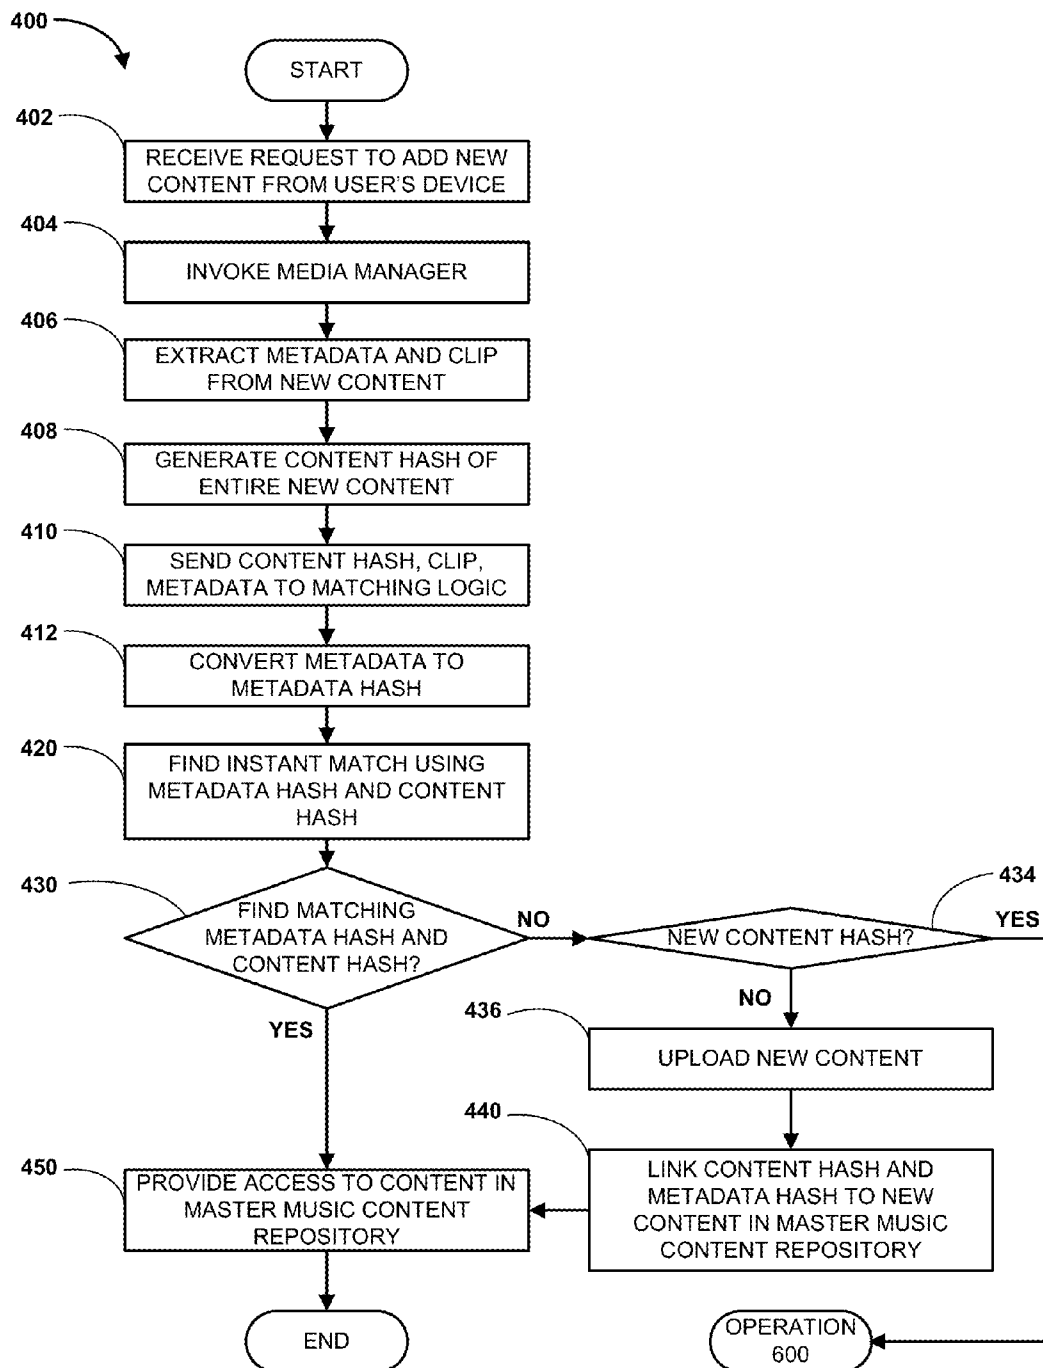 400
START
402
RECEIVE REQUEST TO ADD NEW
CONTENT FROM USER'S DEVICE
404
INVOKE MEDIA MANAGER
406
EXTRACT METADATA AND CLIP
FROM NEW CONTENT
408
GENERATE CONTENT HASH OF
ENTIRE NEW CONTENT
410
SEND CONTENT HASH, CLIP,
METADATA TO MATCHING LOGIC
412
CONVERT METADATA TO
METADATA HASH
420
FIND INSTANT MATCH USING
METADATA HASH AND CONTENT
HASH
430
FIND MATCHING
METADATA HASH AND
CONTENT HASH?
NO
YES
434
NEW CONTENT HASH?
YES
NO
436
UPLOAD NEW CONTENT
440
LINK CONTENT HASH AND
METADATA HASH TO NEW
CONTENT IN MASTER MUSIC
CONTENT REPOSITORY
450
PROVIDE ACCESS TO CONTENT IN
MASTER MUSIC CONTENT
REPOSITORY
END
OPERATION
600